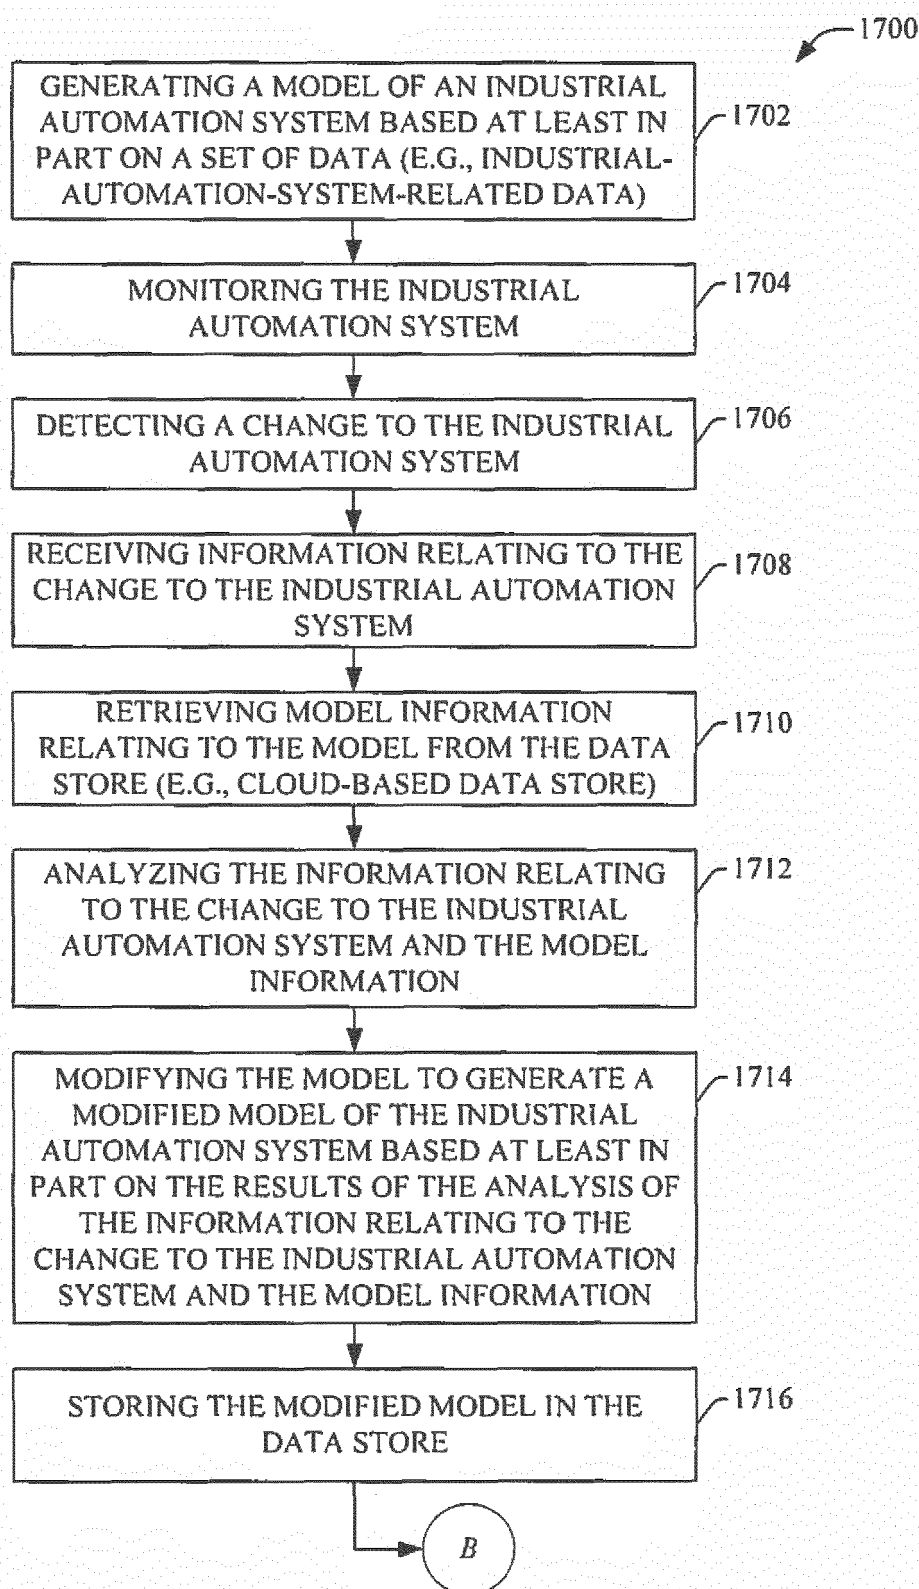 1700
GENERATING A MODEL OF AN INDUSTRIAL
AUTOMATION SYSTEM BASED AT LEAST IN
PART ON A SET OF DATA (E.G., INDUSTRIAL-
AUTOMATION-SYSTEM-RELATED DATA)
1702
MONITORING THE INDUSTRIAL
AUTOMATION SYSTEM
1704
DETECTING A CHANGE TO THE INDUSTRIAL
AUTOMATION SYSTEM
1706
RECEIVING INFORMATION RELATING TO THE
CHANGE TO THE INDUSTRIAL AUTOMATION
SYSTEM
1708
RETRIEVING MODEL INFORMATION
RELATING TO THE MODEL FROM THE DATA
STORE (E.G., CLOUD-BASED DATA STORE)
1710
ANALYZING THE INFORMATION RELATING
TO THE CHANGE TO THE INDUSTRIAL
AUTOMATION SYSTEM AND THE MODEL
INFORMATION
1712
MODIFYING THE MODEL TO GENERATE A
MODIFIED MODEL OF THE INDUSTRIAL
AUTOMATION SYSTEM BASED AT LEAST IN
PART ON THE RESULTS OF THE ANALYSIS OF
THE INFORMATION RELATING TO THE
CHANGE TO THE INDUSTRIAL AUTOMATION
SYSTEM AND THE MODEL INFORMATION
1714
STORING THE MODIFIED MODEL IN THE
DATA STORE
1716
B